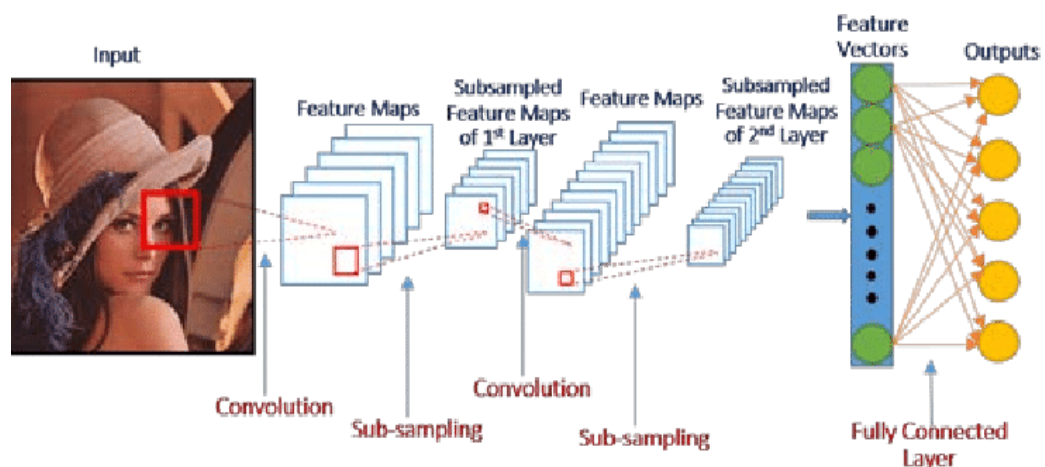 Input
Feature Maps
Subsampled
Feature Maps
of 1st Layer
Feature Maps
Subsampled
Feature Maps
of 2nd Layer
Feature
Vectors
Outputs
Convolution
Sub-sampling
Convolution
Sub-sampling
Fully Connected
Layer